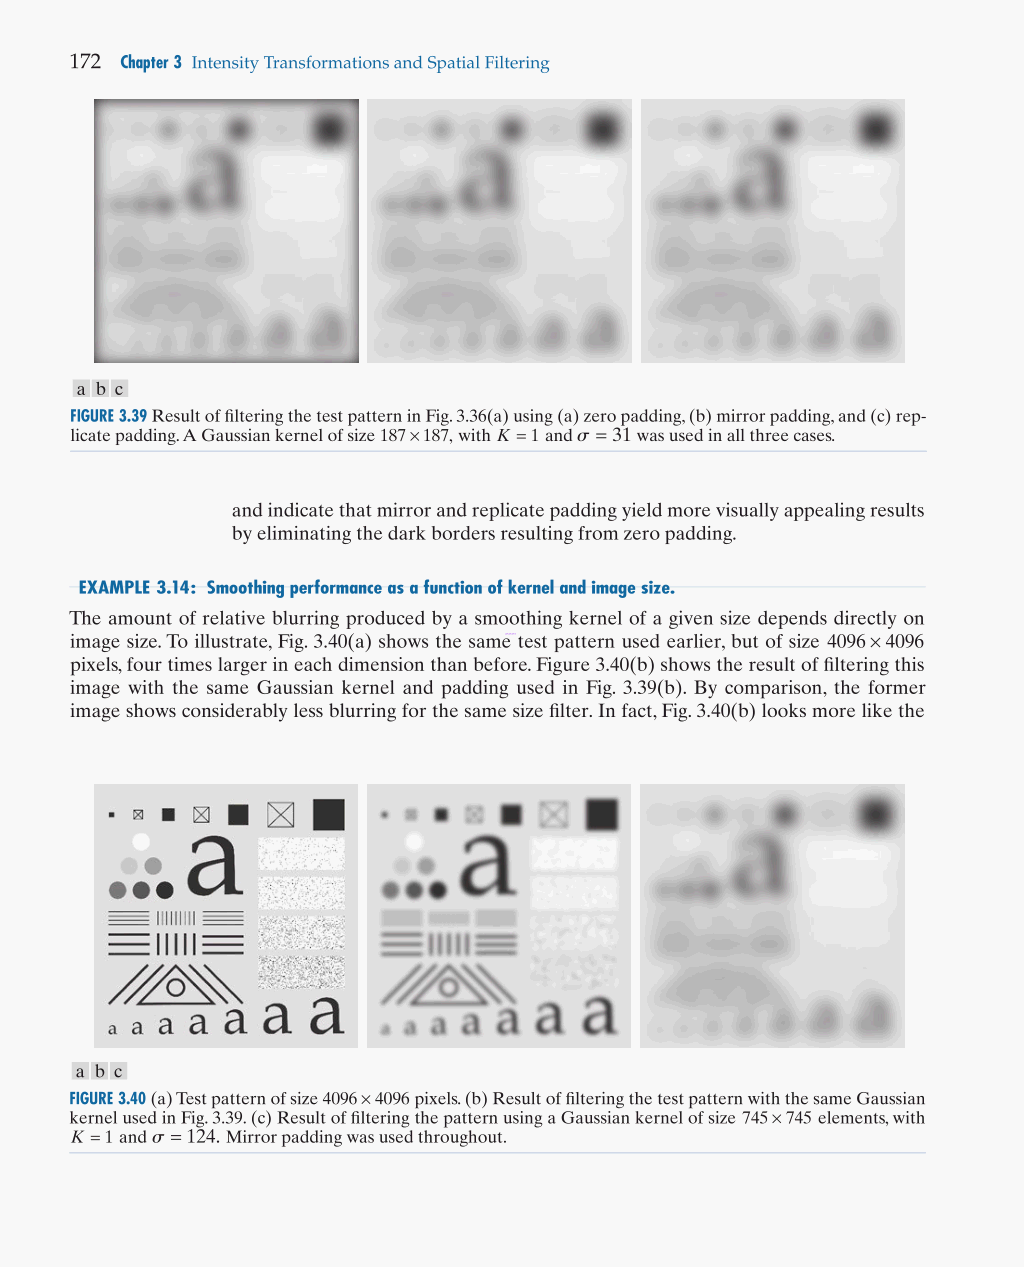 172 Chapter 3 Intensity Transformations and Spatial Filtering
a b c
FIGURE 3.39 Result of filtering the test pattern in Fig. 3.36(a) using (a) zero padding, (b) mirror padding, and (c) rep-
licate padding. A Gaussian kernel of size 187 × 187, with K = 1 and σ = 31 was used in all three cases.
and indicate that mirror and replicate padding yield more visually appealing results
by eliminating the dark borders resulting from zero padding.
EXAMPLE 3.14: Smoothing performance as a function of kernel and image size.
The amount of relative blurring produced by a smoothing kernel of a given size depends directly on
image size. To illustrate, Fig. 3.40(a) shows the same test pattern used earlier, but of size 4096 × 4096
pixels, four times larger in each dimension than before. Figure 3.40(b) shows the result of filtering this
image with the same Gaussian kernel and padding used in Fig. 3.39(b). By comparison, the former
image shows considerably less blurring for the same size filter. In fact, Fig. 3.40(b) looks more like the
a
a a a a a a a
a
a a a a a a a
a b c
FIGURE 3.40 (a) Test pattern of size 4096 × 4096 pixels. (b) Result of filtering the test pattern with the same Gaussian
kernel used in Fig. 3.39. (c) Result of filtering the pattern using a Gaussian kernel of size 745 × 745 elements, with
K = 1 and σ = 124. Mirror padding was used throughout.